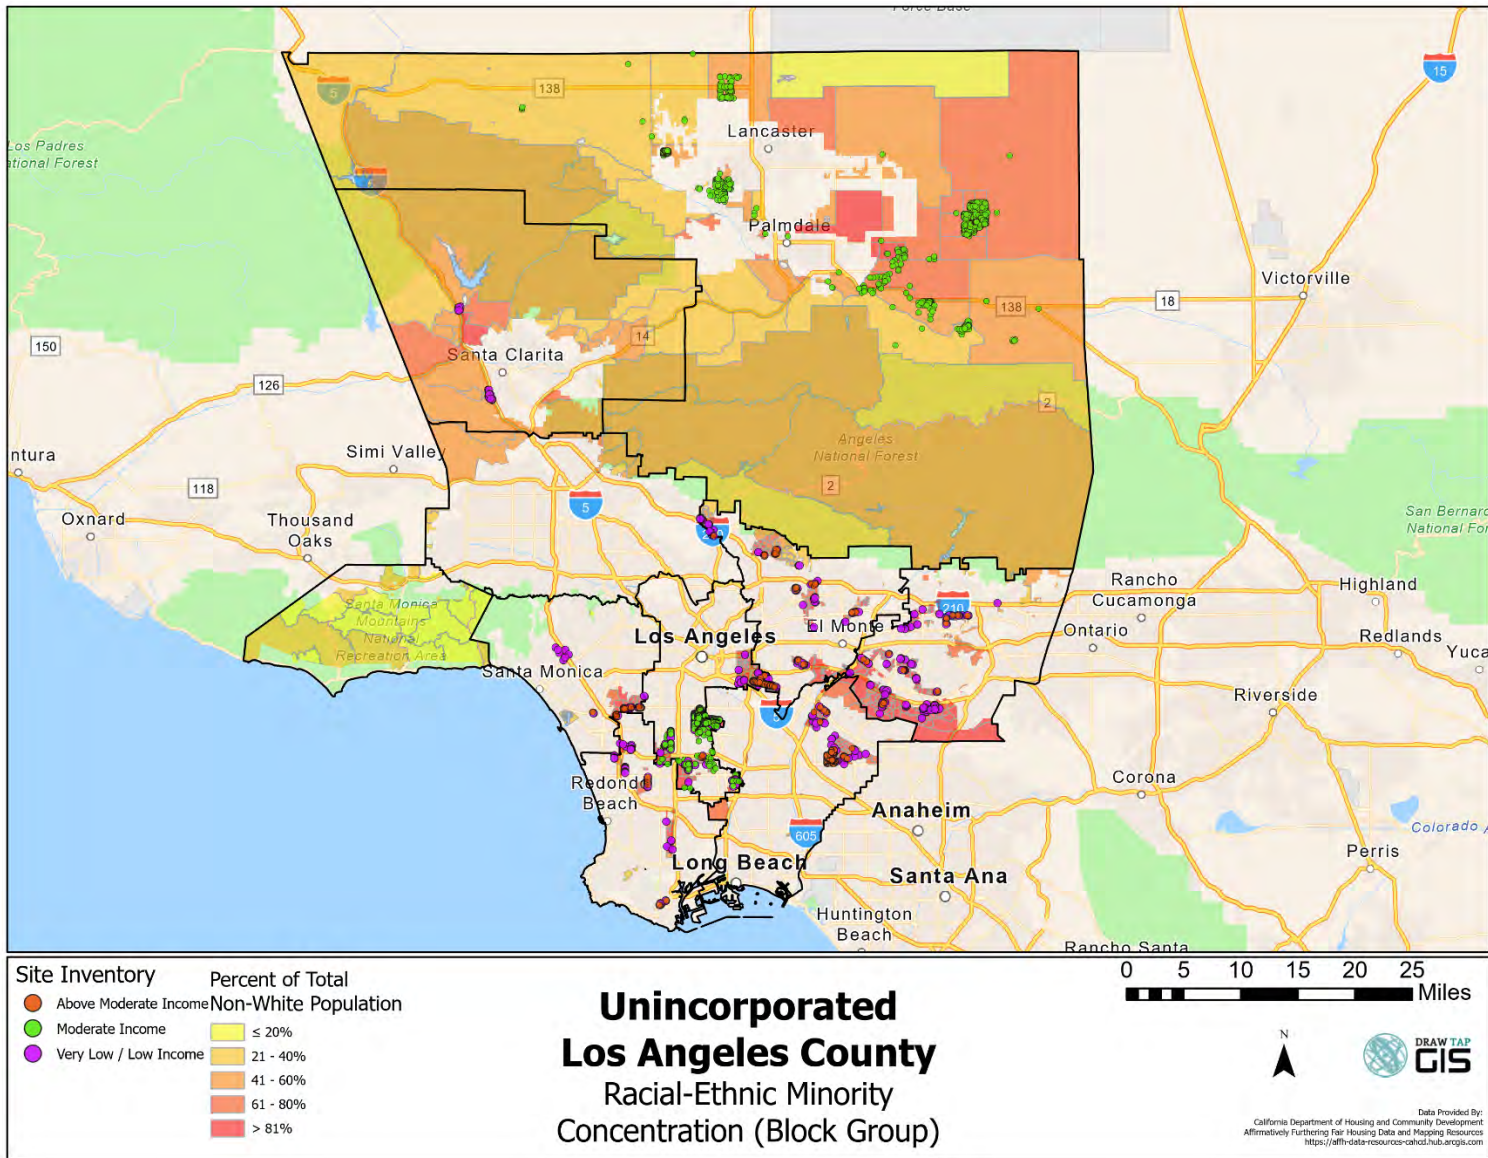 Force Base
15
5
138
Los Padres
National Forest
Lancaster
Palmdale
Victorville
18
138
150
14
Santa Clarita
126
2
Angeles
National Forest
Simi Valley
ntura
118
2
San Bernard
National For
Oxnard
Thousand
Oaks
5
Rancho
Cucamonga
Highland
210
Santa Monica
Mountains
National
Recreation Area
Los Angeles
El Monte
Ontario
Redlands
Yuca
Santa Monica
Riverside
5
Redondo
Beach
Corona
Anaheim
605
Colorado A
Perris
Long Beach
Santa Ana
Huntington
Beach
Rancho Santa
Site Inventory
Above Moderate Income
Moderate Income
Very Low / Low Income
Percent of Total
Non-White Population
≤ 20%
21 - 40%
41 - 60%
61 - 80%
> 81%
Unincorporated
Los Angeles County
Racial-Ethnic Minority
Concentration (Block Group)
0 5 10 15 20 25
Miles
N
DRAW TAP
GIS
Data Provided By:
California Department of Housing and Community Development
Affirmatively Furthering Fair Housing Data and Mapping Resources
https://affh-data-resources-cahcd.hub.arcgis.com